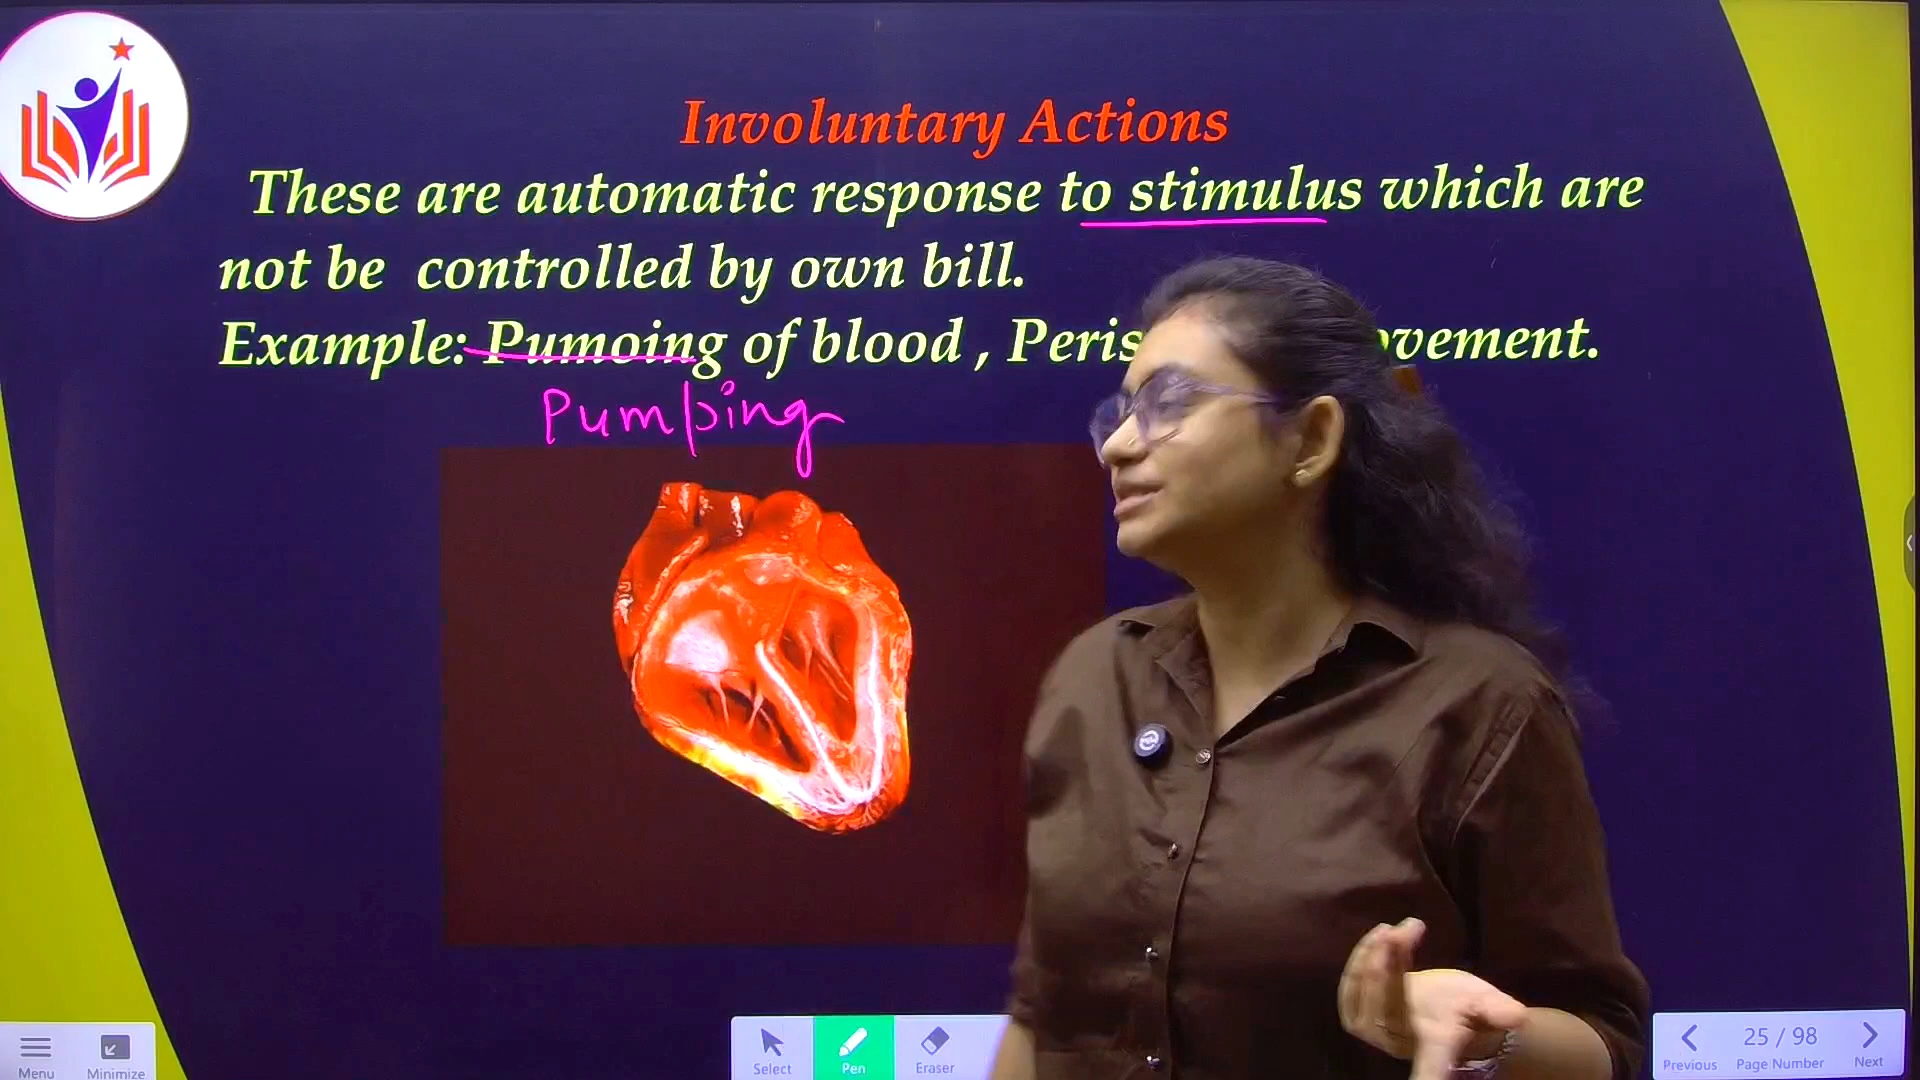 Involuntary Actions
These are automatic response to stimulus which are
not be controlled by own bill.
Example: Pumoing of blood , Peris vement.
Pumping
Menu
Minimize
Select
Pen
Eraser
Previous
25 / 98
Page Number
Next